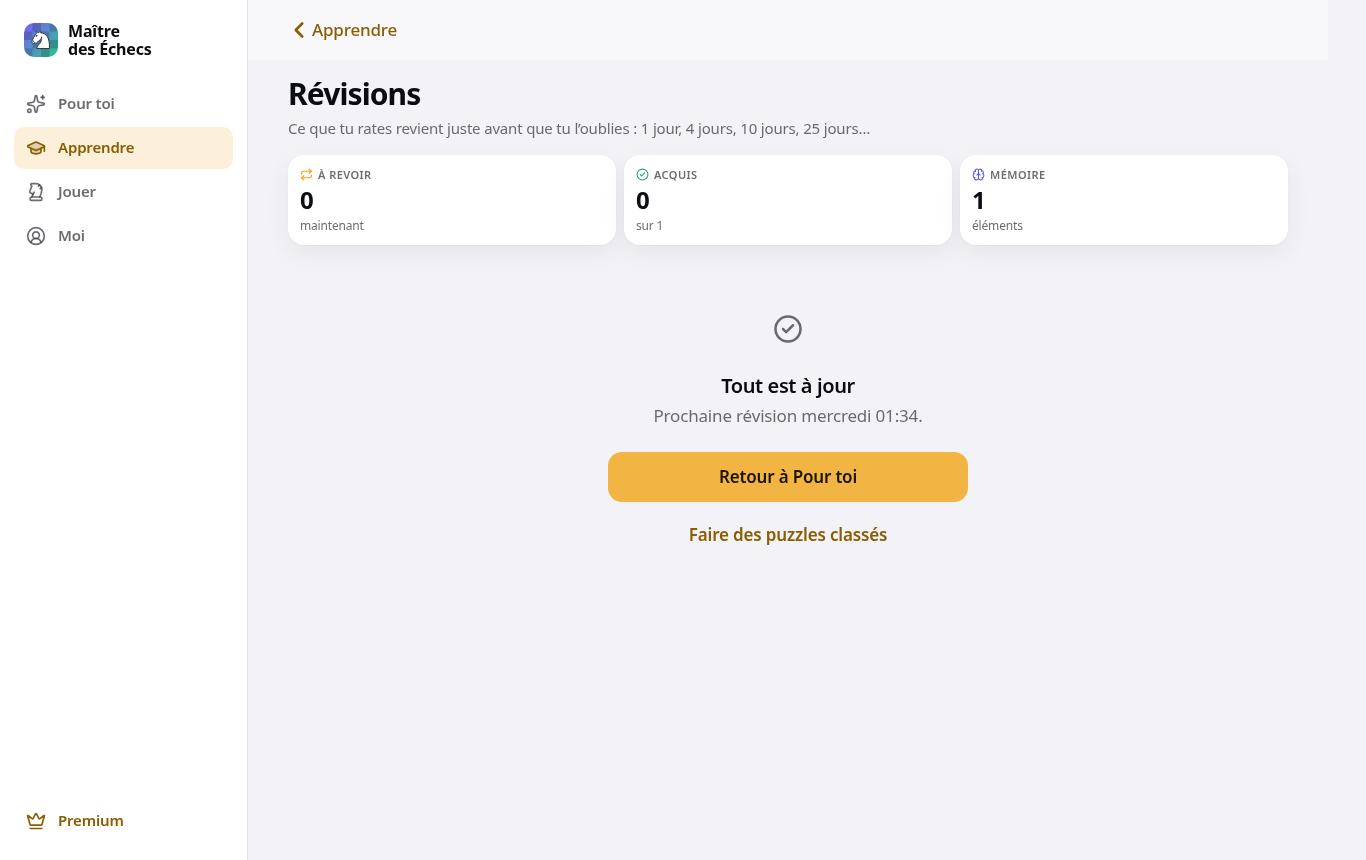 Maître
des Échecs
Pour toi
Apprendre
Jouer
Moi
Premium
Apprendre
Révisions
Ce que tu rates revient juste avant que tu l’oublies : 1 jour, 4 jours, 10 jours, 25 jours…
À REVOIR
0
maintenant
ACQUIS
0
sur 1
MÉMOIRE
1
éléments
Tout est à jour
Prochaine révision mercredi 01:34.
Retour à Pour toi
Faire des puzzles classés